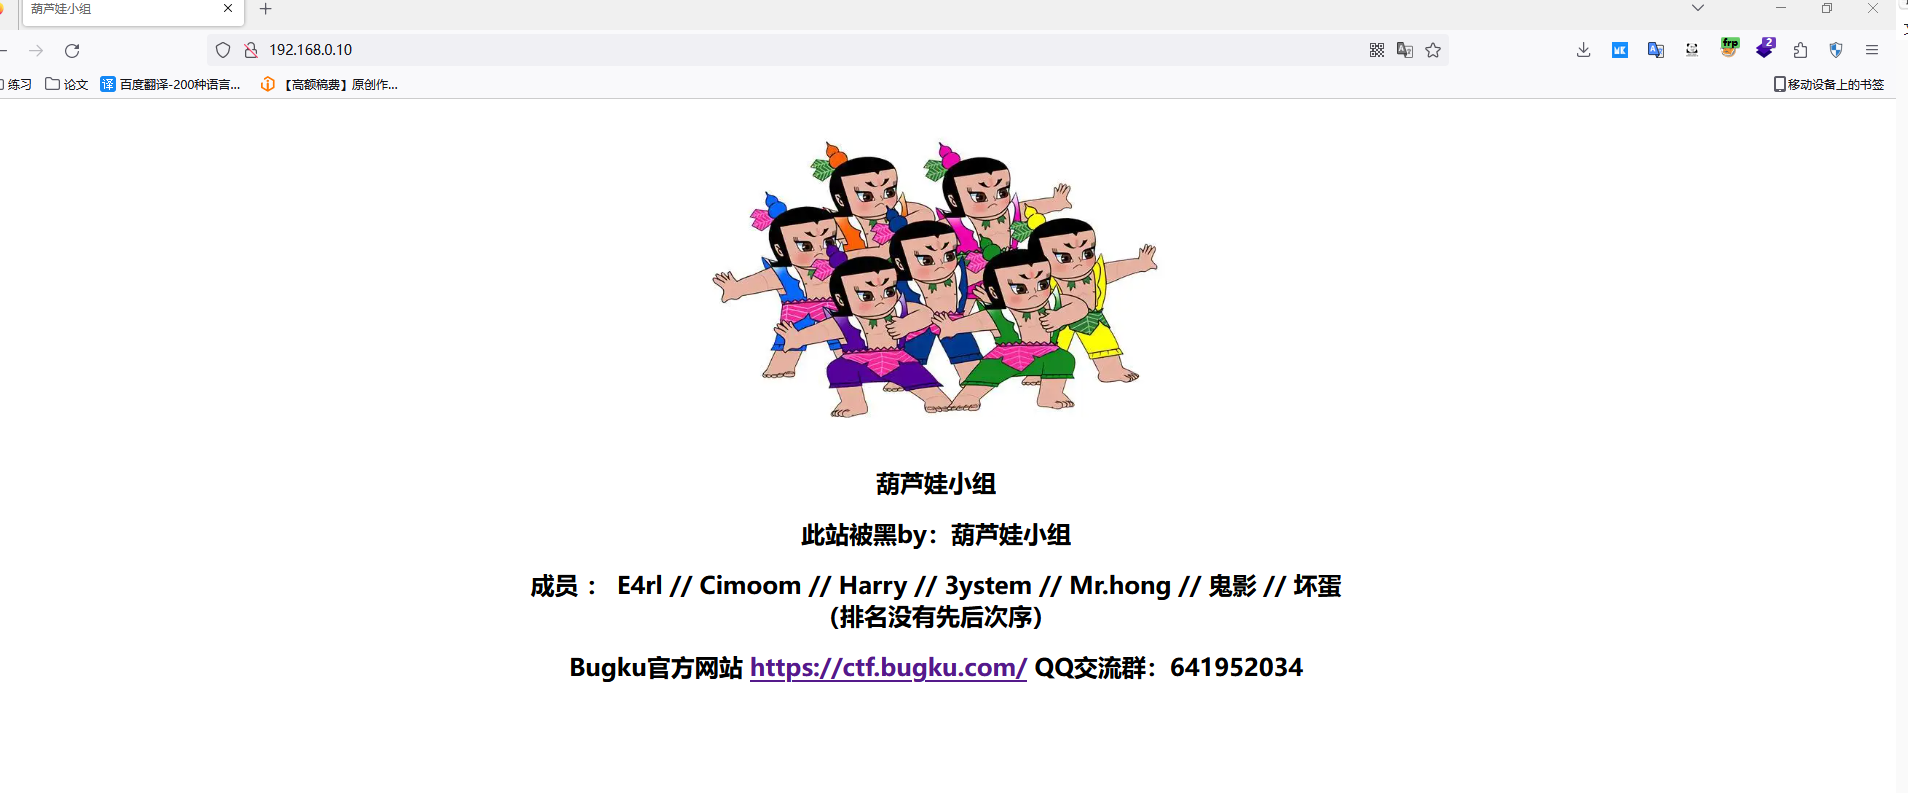 葫芦娃小组
192.168.0.10
练习 论文 译 百度翻译-200种语言... 【高额稿费】原创作... 移动设备上的书签
葫芦娃小组
此站被黑by：葫芦娃小组
成员 ： E4rl // Cimoom // Harry // 3ystem // Mr.hong // 鬼影 // 坏蛋
（排名没有先后次序）
Bugku官方网站 https://ctf.bugku.com/ QQ交流群：641952034